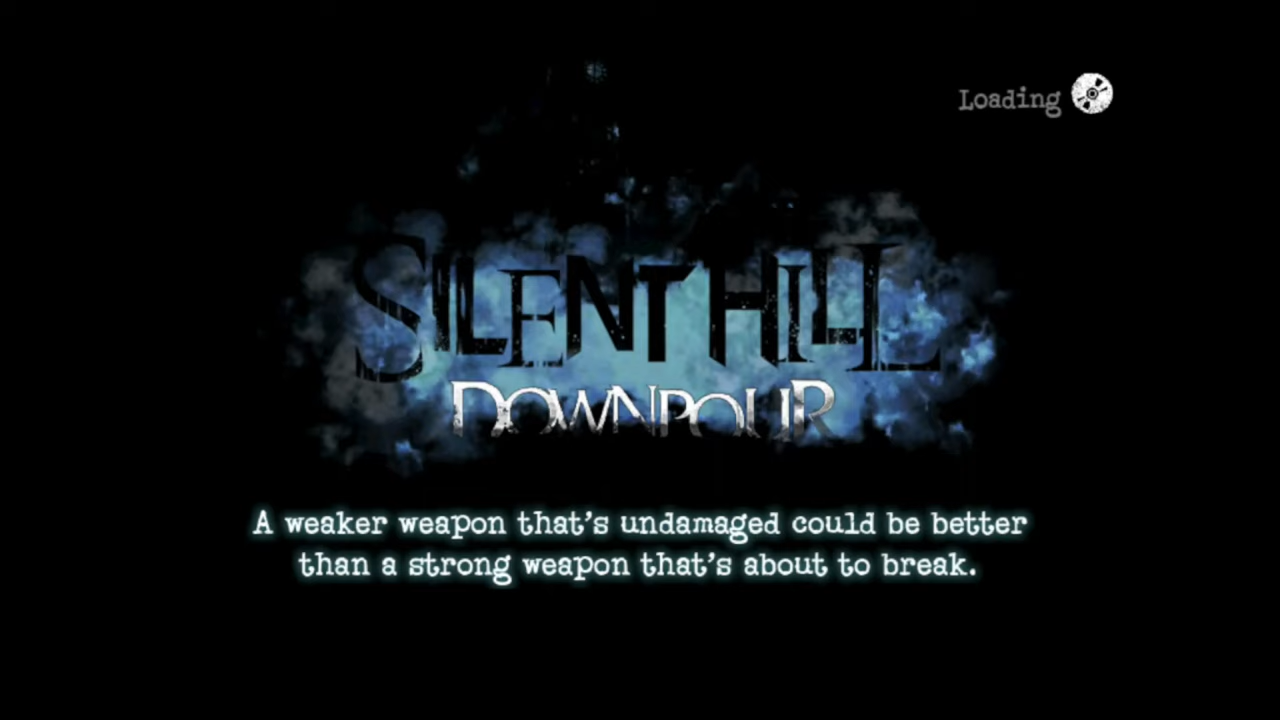 Loading
SILENT HILL
DOWNPOUR
A weaker weapon that's undamaged could be better
than a strong weapon that's about to break.